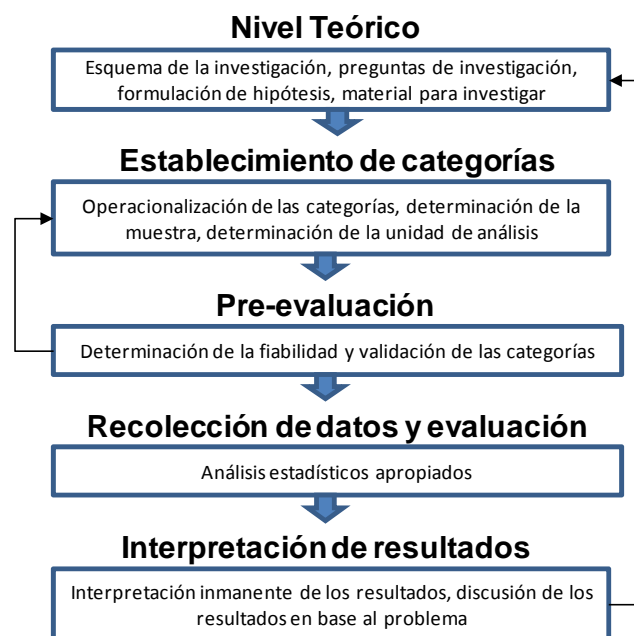 Nivel Teórico
Esquema de la investigación, preguntas de investigación,
formulación de hipótesis, material para investigar
Establecimiento de categorías
Operacionalización de las categorías, determinación de la
muestra, determinación de la unidad de análisis
Pre-evaluación
Determinación de la fiabilidad y validación de las categorías
Recolección de datos y evaluación
Análisis estadísticos apropiados
Interpretación de resultados
Interpretación inmanente de los resultados, discusión de los
resultados en base al problema